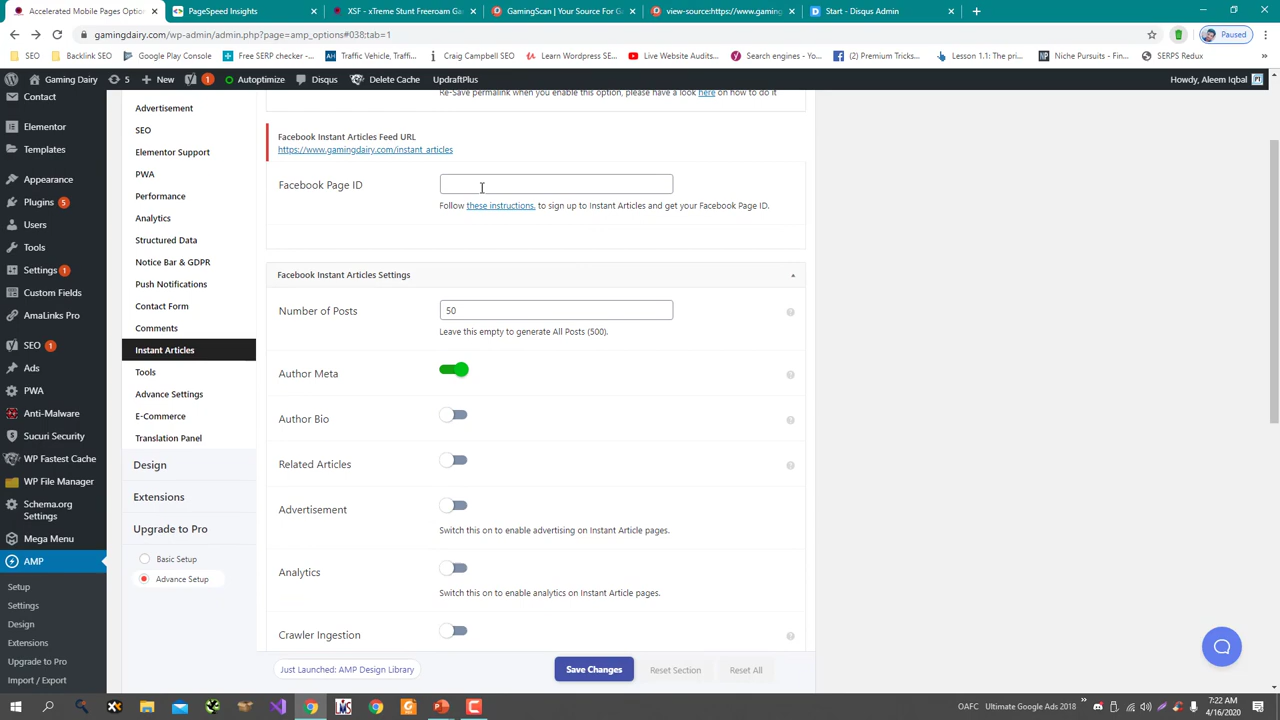 Accelerated Mobile Pages Option
PageSpeed Insights
XSF - xTreme Stunt Freeroam Ga
GamingScan | Your Source For G
view-source:https://www.gaming
Start - Disqus Admin
gamingdairy.com/wp-admin/admin.php?page=amp_options#038;tab=1
Paused
SEO
Backlink SEO
Google Play Console
Free SERP checker -...
Traffic Vehicle, Traffi...
Craig Campbell SEO
Learn Wordpress SE...
Live Website Audits...
Search engines - Yo...
(2) Premium Tricks...
Lesson 1.1: The pri...
Niche Pursuits - Fin...
SERPS Redux
Gaming Dairy
5
New
1
Autoptimize
Disqus
Delete Cache
UpdraftPlus
Howdy, Aleem Iqbal
Contact
Elementor
Templates
Appearance
Plugins 5
Users
Tools
Settings 1
Custom Fields
AmaLinks Pro
SEO 1
Ads
PWA
Anti-Malware
Sucuri Security
WP Fastest Cache
WP File Manager
Schema.org
Settings
Mega Menu
AMP
Setup
Settings
Design
Extensions
Upgrade to Pro
Import / Export
Advertisement
SEO
Elementor Support
PWA
Performance
Analytics
Structured Data
Notice Bar & GDPR
Push Notifications
Contact Form
Comments
Instant Articles
Tools
Advance Settings
E-Commerce
Translation Panel
Design
Extensions
Upgrade to Pro
Basic Setup
Advance Setup
Re-Save permalink when you enable this option, please have a look here on how to do it
Facebook Instant Articles Feed URL
https://www.gamingdairy.com/instant_articles
Facebook Page ID
Follow these instructions, to sign up to Instant Articles and get your Facebook Page ID.
Facebook Instant Articles Settings
Number of Posts
50
Leave this empty to generate All Posts (500).
Author Meta
Author Bio
Related Articles
Advertisement
Switch this on to enable advertising on Instant Article pages.
Analytics
Switch this on to enable analytics on Instant Article pages.
Crawler Ingestion
Just Launched: AMP Design Library
Save Changes
Reset Section
Reset All
OAFC
Ultimate Google Ads 2018
7:22 AM
4/16/2020